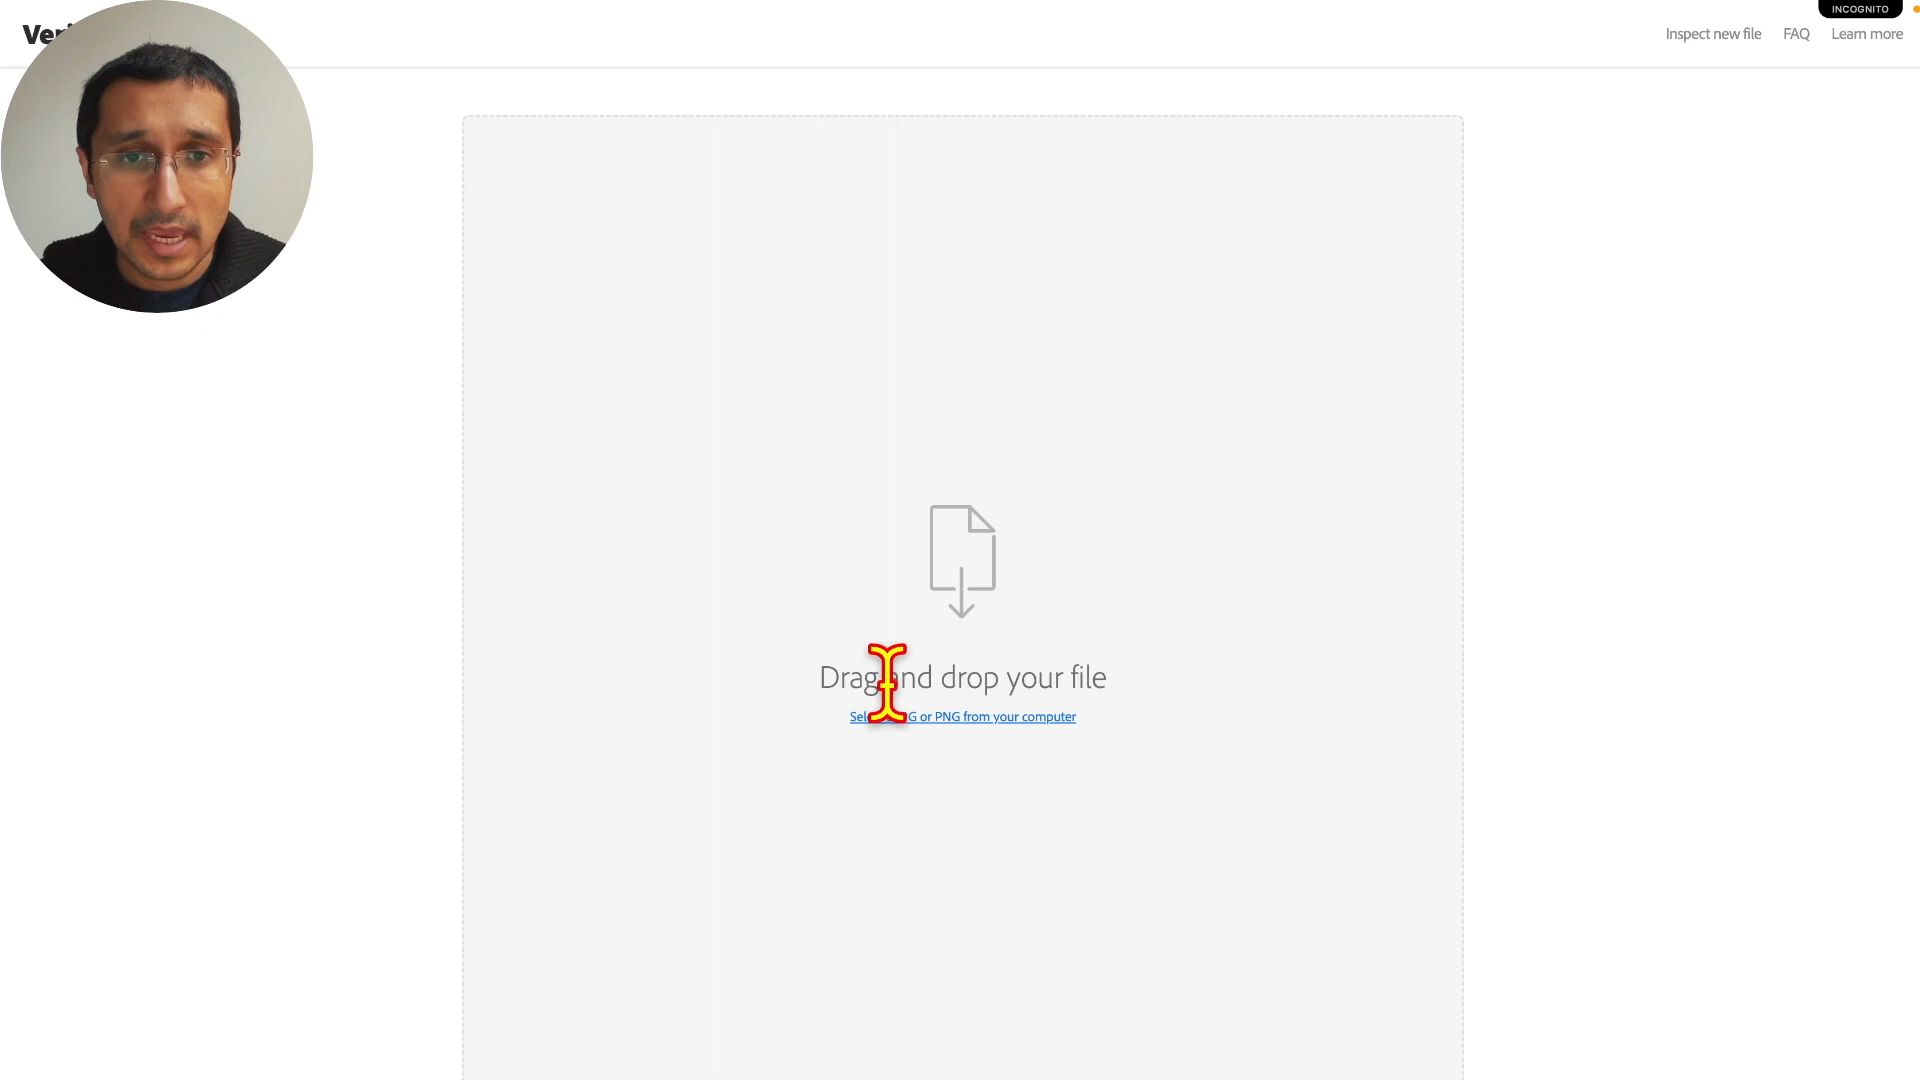 INCOGNITO
Inspect new file
FAQ
Learn more
Drag and drop your file
or PNG from your computer